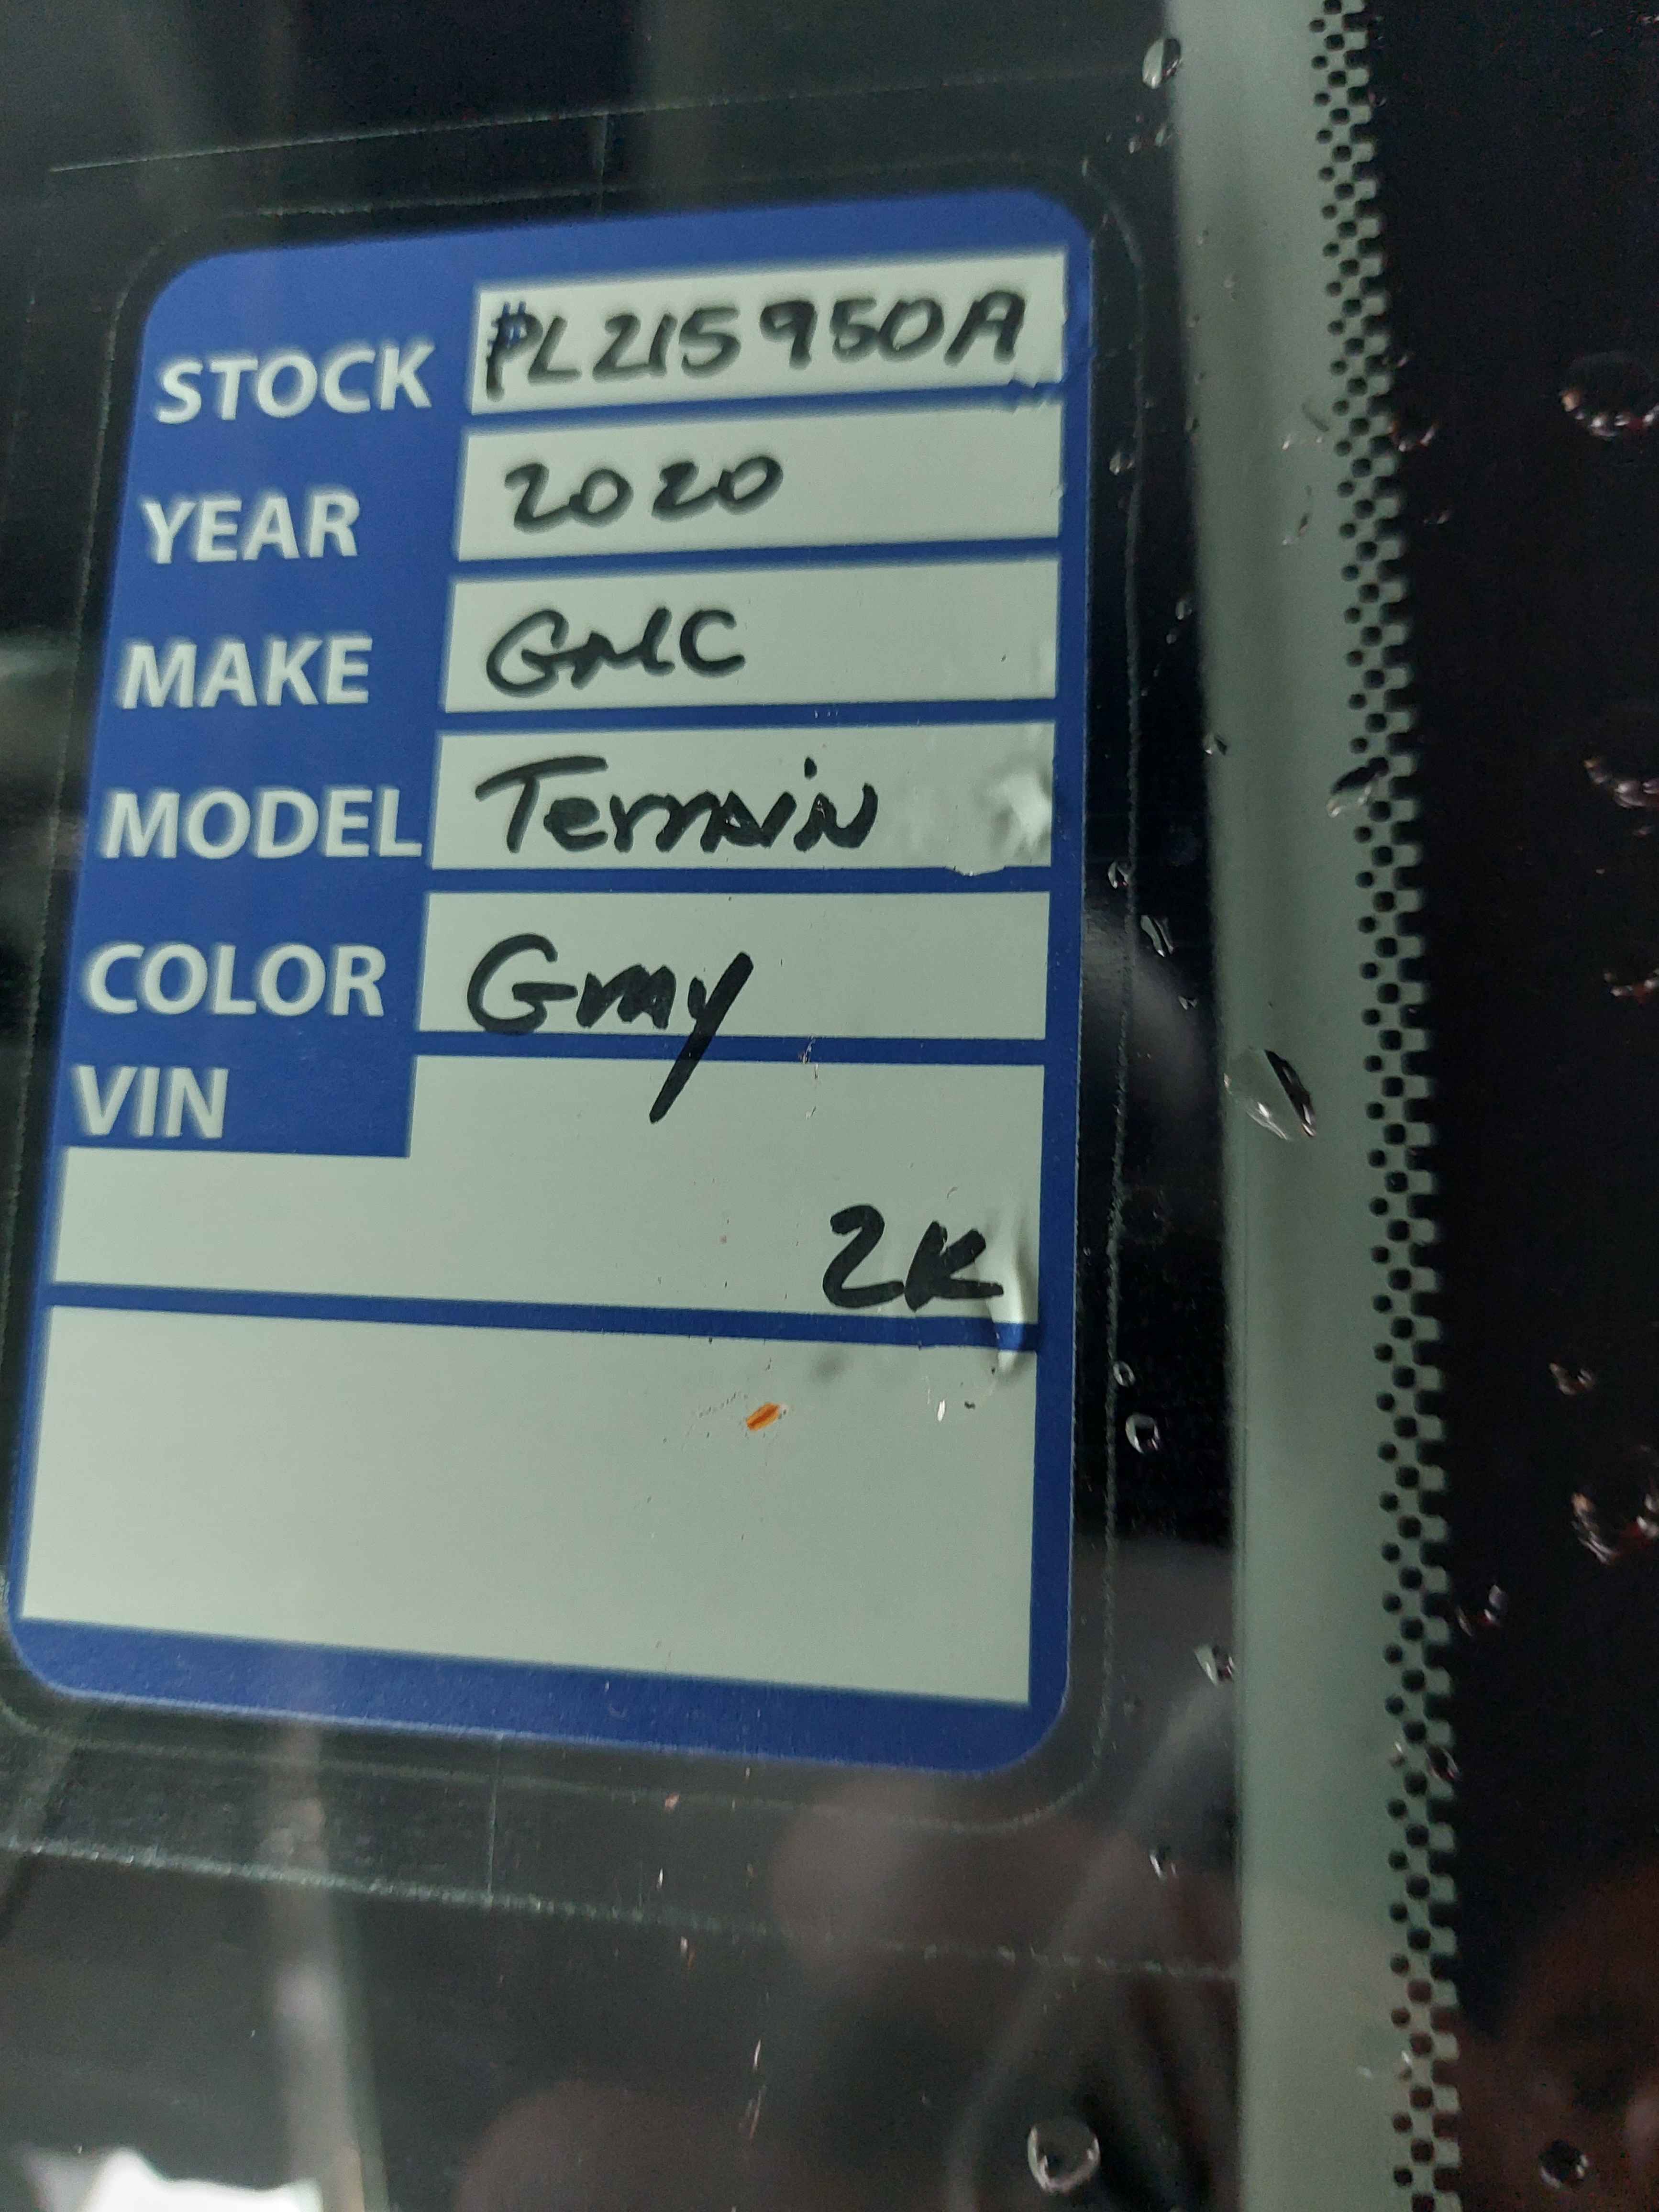 STOCK #PL215950A
YEAR 2020
MAKE GMC
MODEL Terrain
COLOR Gray
VIN
2K